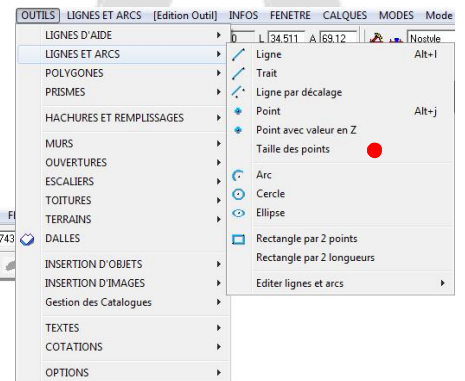 OUTILS LIGNES ET ARCS [Edition Outil] INFOS FENETRE CALQUES MODES Mode
L 34.511 A 69.12 Nostyle
LIGNES D'AIDE
LIGNES ET ARCS
POLYGONES
PRISMES
HACHURES ET REMPLISSAGES
MURS
OUVERTURES
ESCALIERS
TOITURES
TERRAINS
743 DALLES
INSERTION D'OBJETS
INSERTION D'IMAGES
Gestion des Catalogues
TEXTES
COTATIONS
OPTIONS
Ligne Alt+l
Trait
Ligne par décalage
Point Alt+j
Point avec valeur en Z
Taille des points
Arc
Cercle
Ellipse
Rectangle par 2 points
Rectangle par 2 longueurs
Editer lignes et arcs